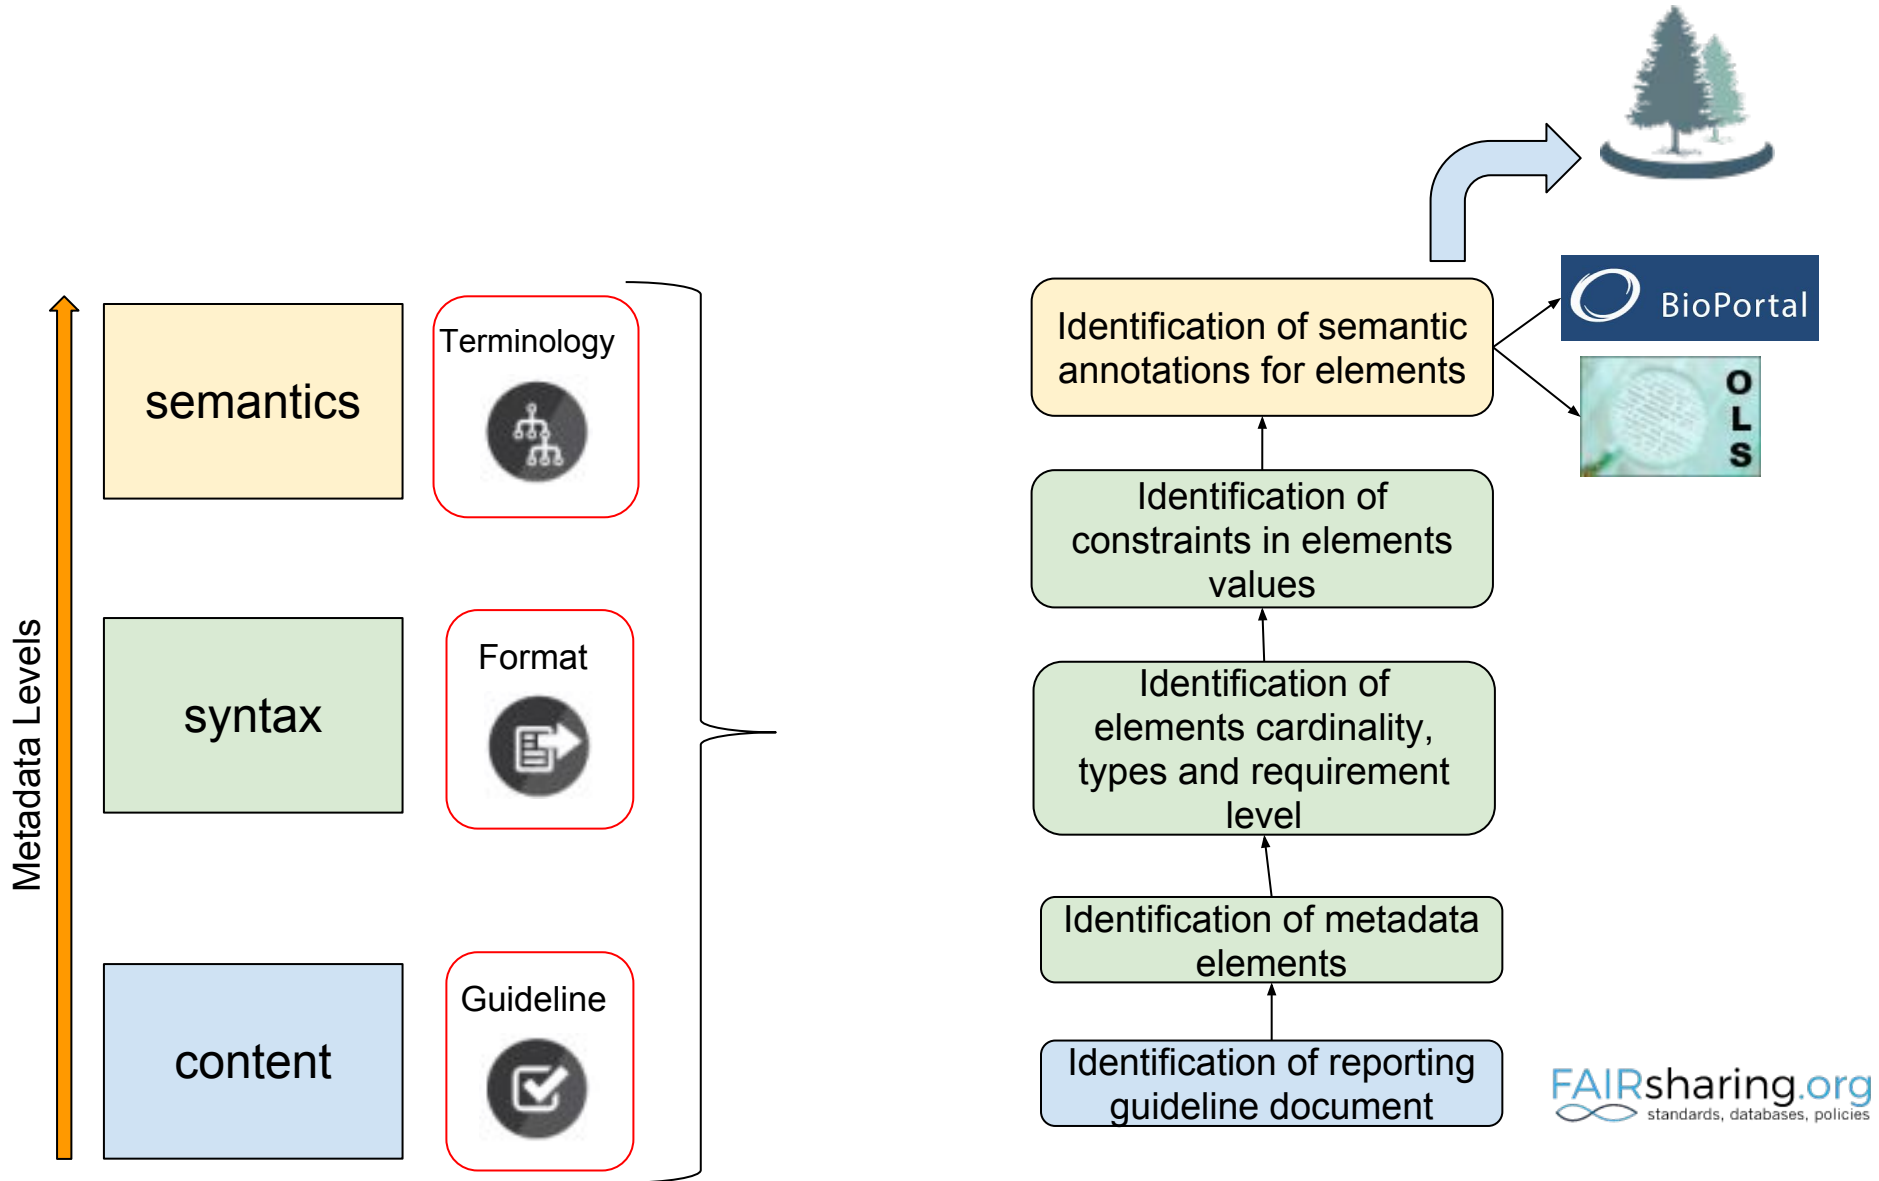 Metadata Levels
semantics
Terminology
syntax
Format
content
Guideline
Identification of semantic
annotations for elements
Identification of
constraints in elements
values
Identification of
elements cardinality,
types and requirement
level
Identification of metadata
elements
Identification of reporting
guideline document
BioPortal
OLS
FAIRsharing.org
standards, databases, policies